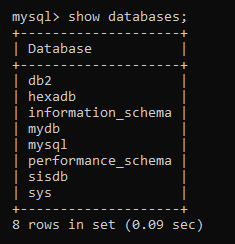 mysql> show databases;
+--------------------+
| Database           |
+--------------------+
| db2                |
| hexadb             |
| information_schema |
| mydb               |
| mysql              |
| performance_schema |
| sisdb              |
| sys                |
+--------------------+
8 rows in set (0.09 sec)